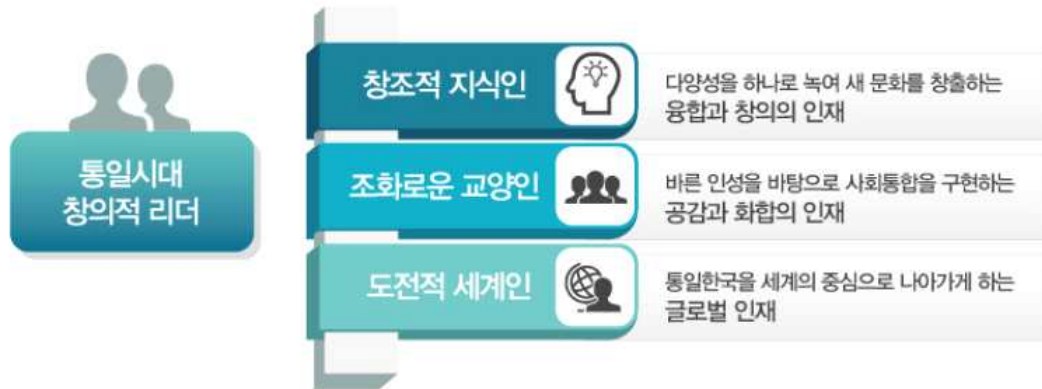 통일시대
창의적 리더
창조적 지식인
다양성을 하나로 녹여 새 문화를 창출하는
융합과 창의의 인재
조화로운 교양인
바른 인성을 바탕으로 사회통합을 구현하는
공감과 화합의 인재
도전적 세계인
통일한국을 세계의 중심으로 나아가게 하는
글로벌 인재